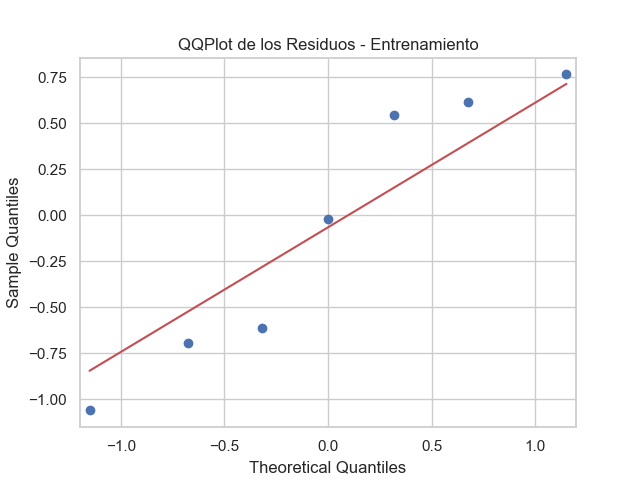 QQPlot de los Residuos - Entrenamiento
0.75
0.50
0.25
0.00
−0.25
−0.50
−0.75
−1.00
Sample Quantiles
−1.0 −0.5 0.0 0.5 1.0
Theoretical Quantiles